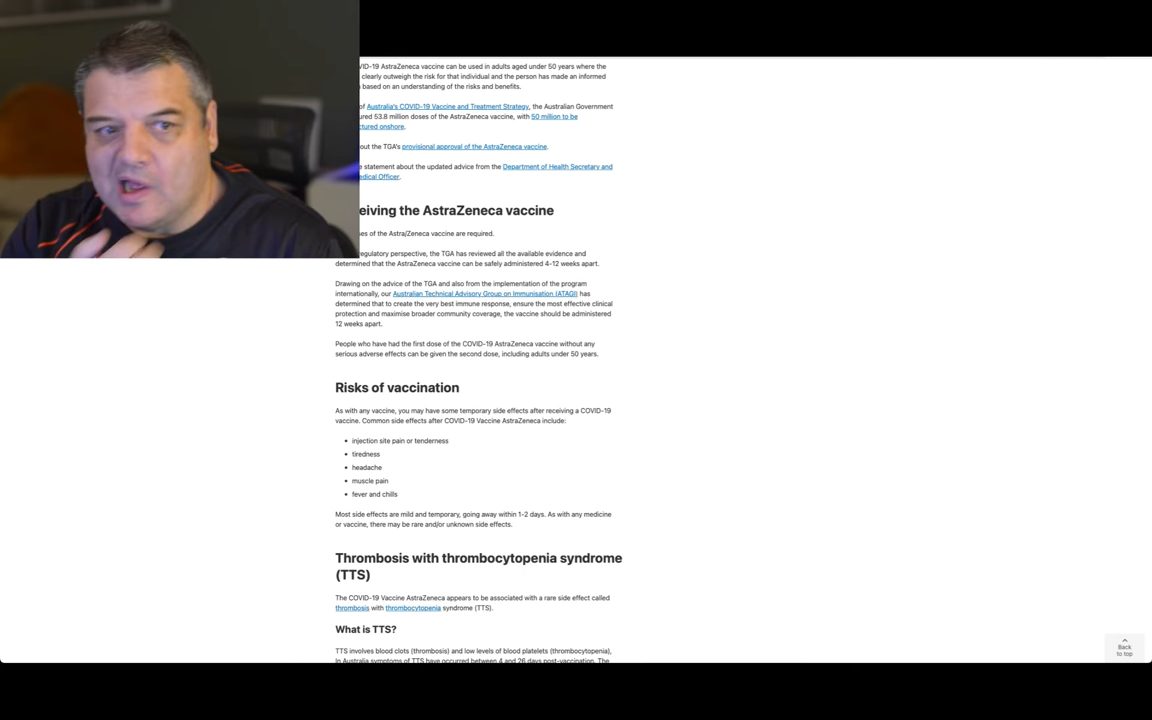 VID-19 AstraZeneca vaccine can be used in adults aged under 50 years where the
clearly outweigh the risk for that individual and the person has made an informed
based on an understanding of the risks and benefits.
of Australia's COVID-19 Vaccine and Treatment Strategy, the Australian Government
ured 53.8 million doses of the AstraZeneca vaccine, with 50 million to be
ctured onshore.
out the TGA's provisional approval of the AstraZeneca vaccine.
e statement about the updated advice from the Department of Health Secretary and
edical Officer.
eiving the AstraZeneca vaccine
ses of the Astra/Zeneca vaccine are required.
egulatory perspective, the TGA has reviewed all the available evidence and
determined that the AstraZeneca vaccine can be safely administered 4-12 weeks apart.
Drawing on the advice of the TGA and also from the implementation of the program
internationally, our Australian Technical Advisory Group on Immunisation (ATAGI) has
determined that to create the very best immune response, ensure the most effective clinical
protection and maximise broader community coverage, the vaccine should be administered
12 weeks apart.
People who have had the first dose of the COVID-19 AstraZeneca vaccine without any
serious adverse effects can be given the second dose, including adults under 50 years.
Risks of vaccination
As with any vaccine, you may have some temporary side effects after receiving a COVID-19
vaccine. Common side effects after COVID-19 Vaccine AstraZeneca include:
• injection site pain or tenderness
• tiredness
• headache
• muscle pain
• fever and chills
Most side effects are mild and temporary, going away within 1-2 days. As with any medicine
or vaccine, there may be rare and/or unknown side effects.
Thrombosis with thrombocytopenia syndrome
(TTS)
The COVID-19 Vaccine AstraZeneca appears to be associated with a rare side effect called
thrombosis with thrombocytopenia syndrome (TTS).
What is TTS?
TTS involves blood clots (thrombosis) and low levels of blood platelets (thrombocytopenia),
In Australia symptoms of TTS have occurred between 4 and 26 days post-vaccination. The
Back
to top